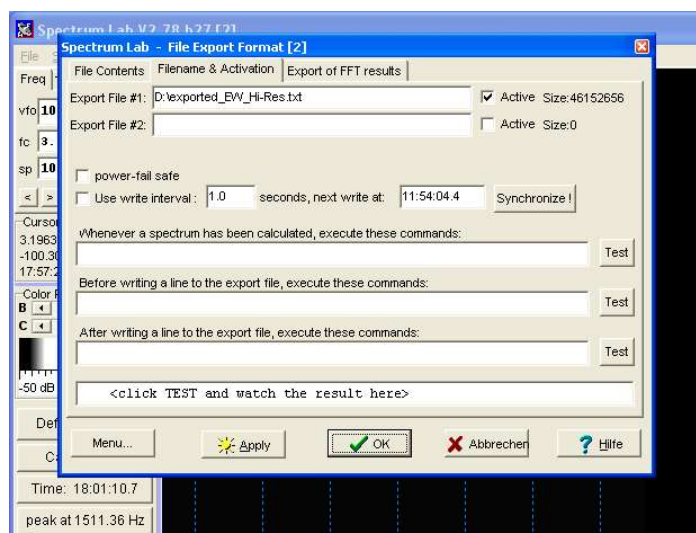 Spectrum Lab V2.78 b27 [2]
Spectrum Lab - File Export Format [2]
File
File Contents
Filename & Activation
Export of FFT results
Freq
Export File #1:
D:\exported_EW_Hi-Res.txt
Active
Size:46152656
vfo
10
Export File #2:
Active
Size:0
fc
3.
sp
10
power-fail safe
< >
Use write interval :
1.0
seconds, next write at:
11:54:04.4
Synchronize !
Curso
3.1963
-100.30
17:57:2
Whenever a spectrum has been calculated, execute these commands:
Test
Before writing a line to the export file, execute these commands:
Test
Color
B
C
After writing a line to the export file, execute these commands:
Test
-50 dB
<click TEST and watch the result here>
Def
Menu...
Apply
OK
Abbrechen
Hilfe
Time: 18:01:10.7
peak at 1511.36 Hz